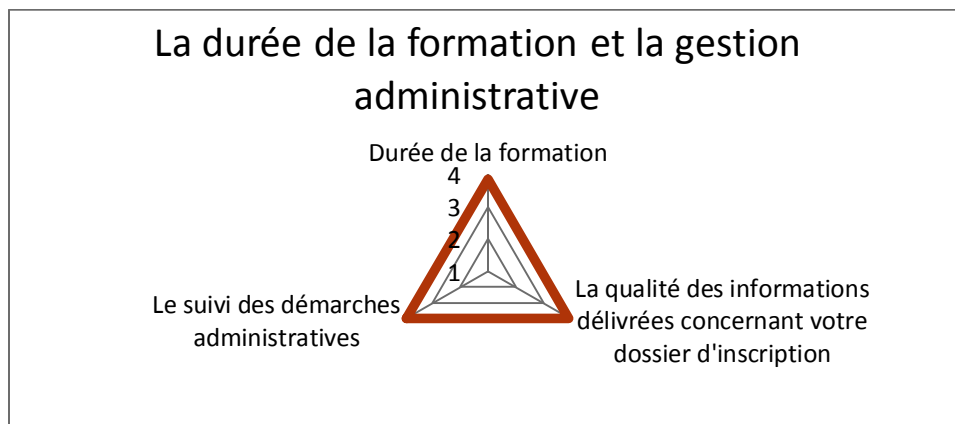 La durée de la formation et la gestion
administrative
Durée de la formation
4
3
2
1
La qualité des informations
délivrées concernant votre
dossier d'inscription
Le suivi des démarches
administratives